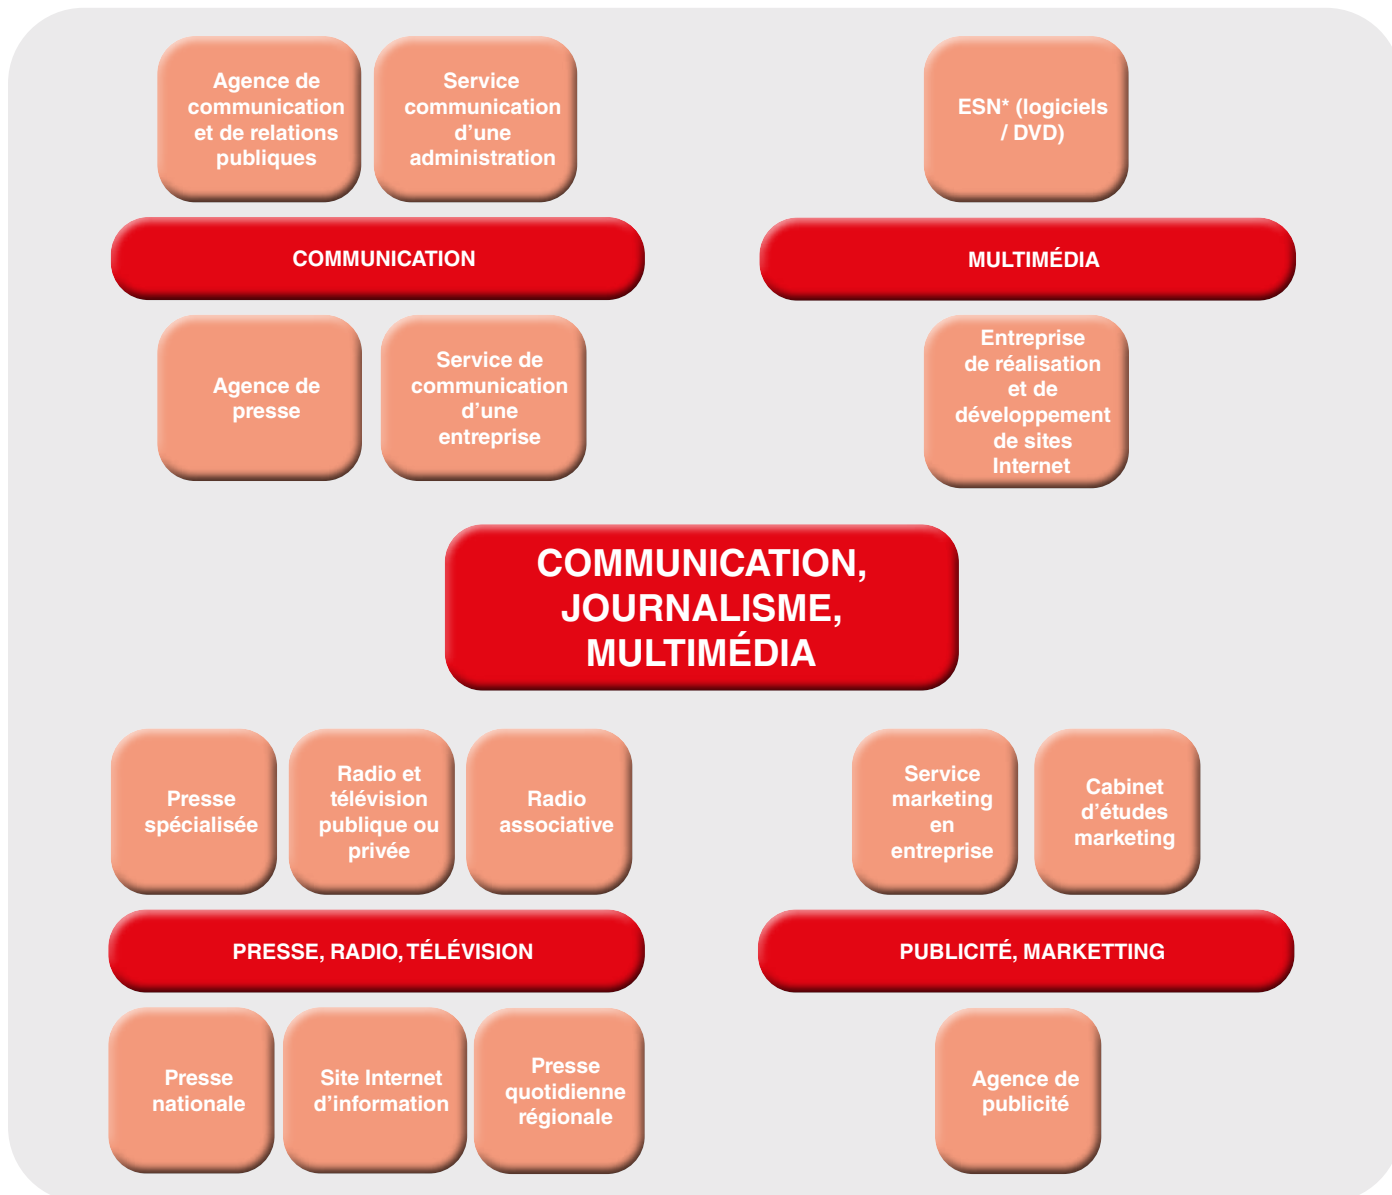 Agence de
communication
et de relations
publiques
Service
communication
d’une
administration
COMMUNICATION
Agence de
presse
Service de
communication
d’une
entreprise
ESN* (logiciels
/ DVD)
MULTIMÉDIA
Entreprise
de réalisation
et de
développement
de sites
Internet
COMMUNICATION,
JOURNALISME,
MULTIMÉDIA
Presse
spécialisée
Radio et
télévision
publique ou
privée
Radio
associative
PRESSE, RADIO, TÉLÉVISION
Presse
nationale
Site Internet
d’information
Presse
quotidienne
régionale
Service
marketing
en
entreprise
Cabinet
d’études
marketing
PUBLICITÉ, MARKETTING
Agence de
publicité